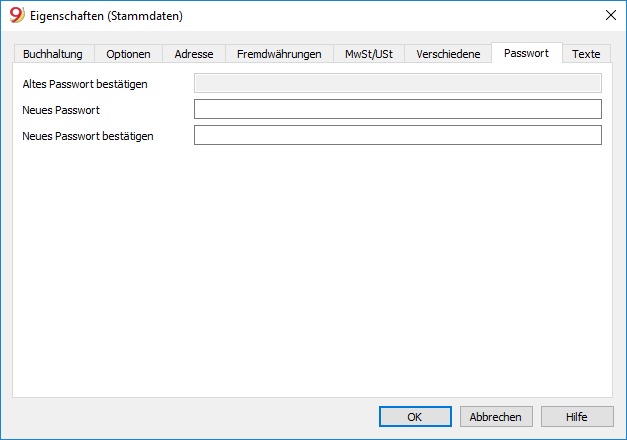 9 Eigenschaften (Stammdaten)
Buchhaltung Optionen Adresse Fremdwährungen MwSt/USt Verschiedene Passwort Texte
Altes Passwort bestätigen
Neues Passwort
Neues Passwort bestätigen
OK Abbrechen Hilfe